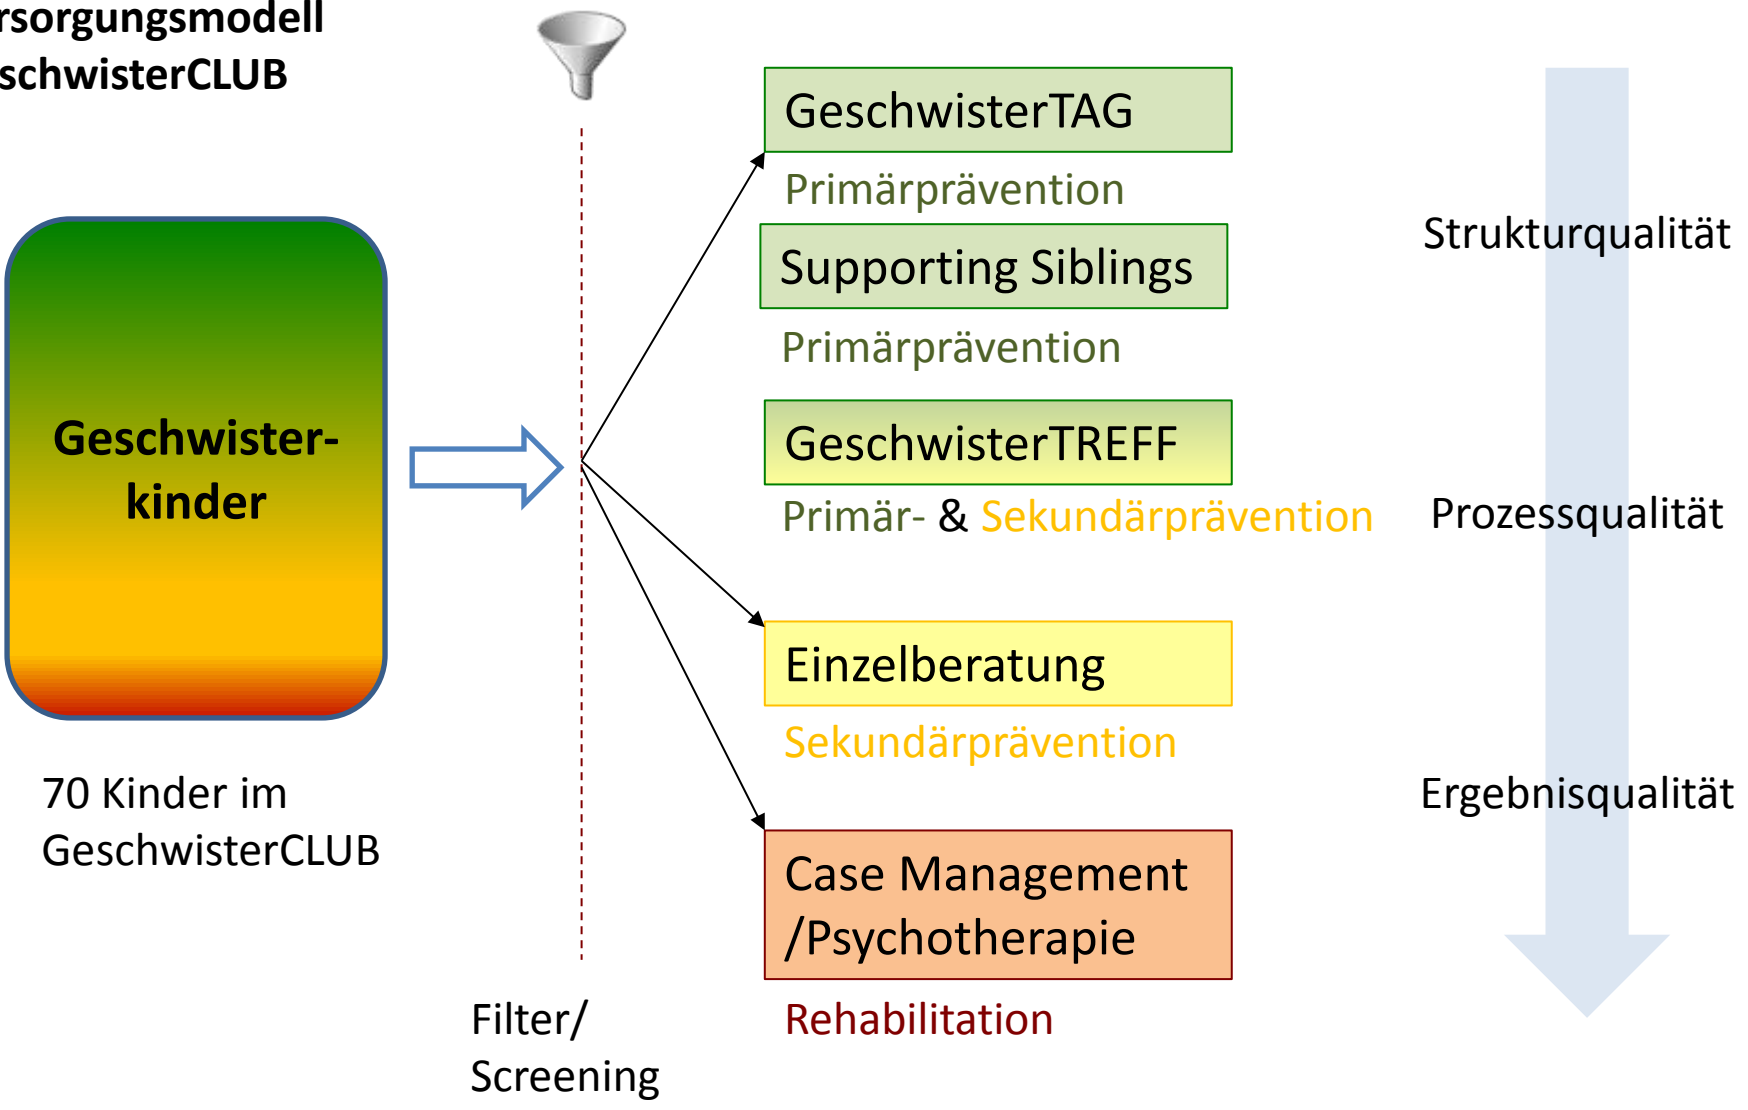 rsorgungsmodell
schwisterCLUB
Geschwister-
kinder
70 Kinder im
GeschwisterCLUB
Filter/
Screening
GeschwisterTAG
Primärprävention
Supporting Siblings
Primärprävention
GeschwisterTREFF
Primär- & Sekundärprävention
Einzelberatung
Sekundärprävention
Case Management
/Psychotherapie
Rehabilitation
Strukturqualität
Prozessqualität
Ergebnisqualität